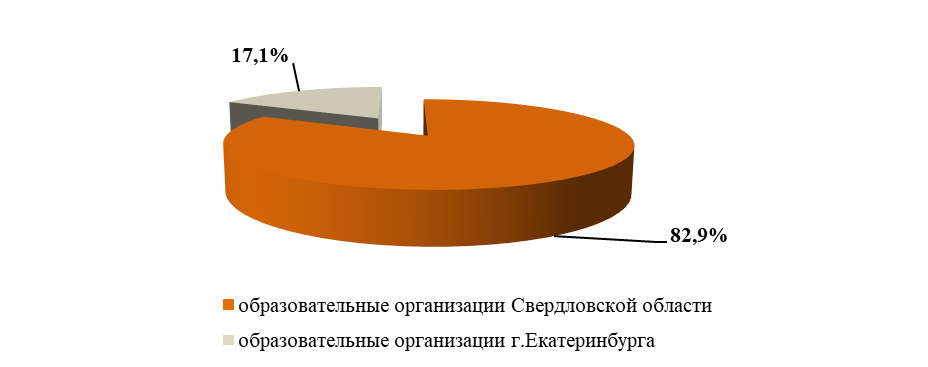 17,1%
82,9%
образовательные организации Свердловской области
образовательные организации г.Екатеринбурга